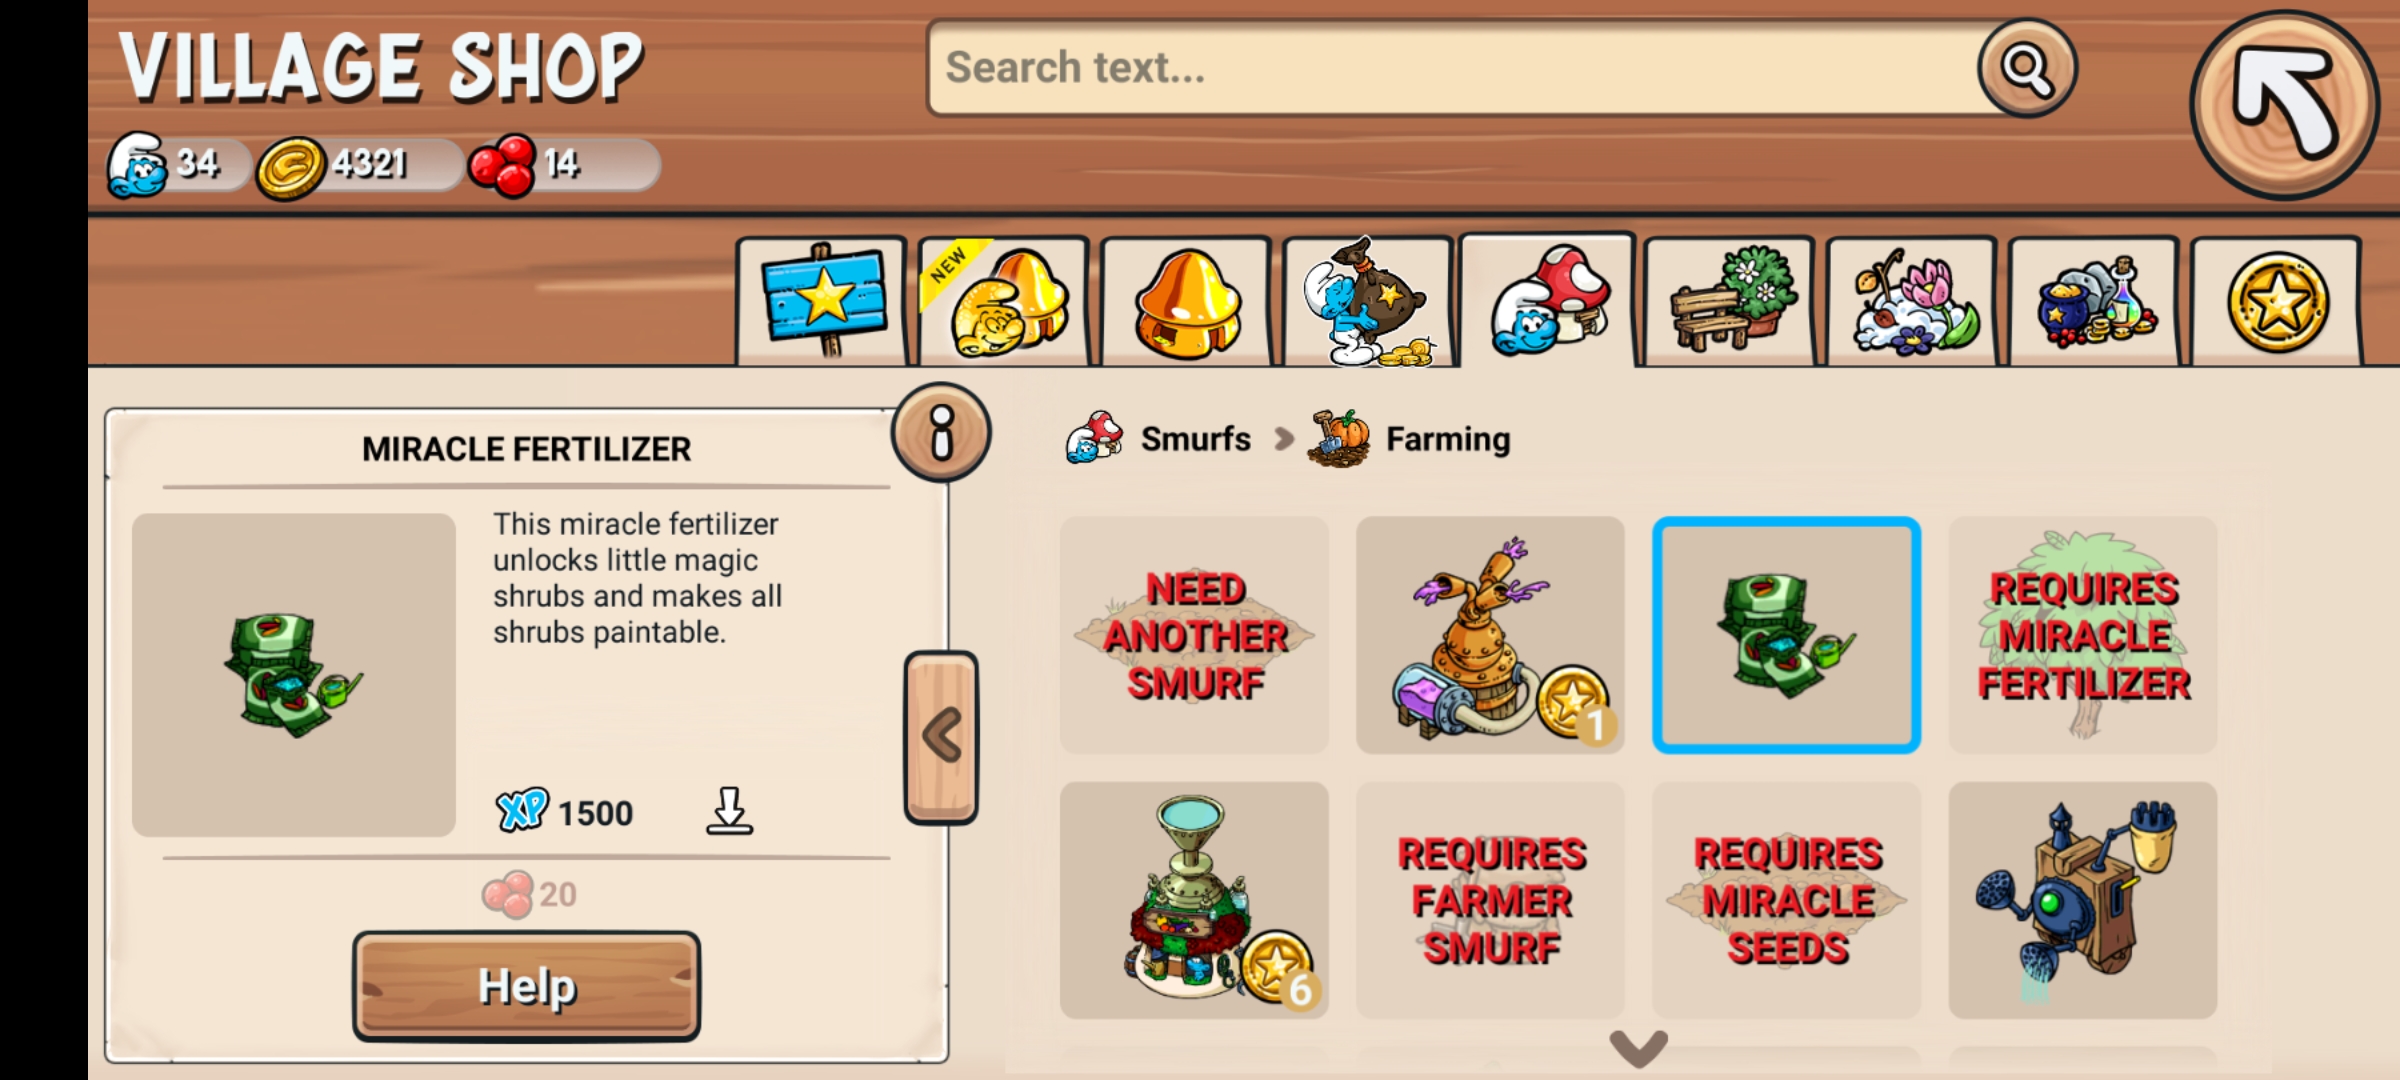 VILLAGE SHOP
Search text...
34
4321
14
NEW
MIRACLE FERTILIZER
This miracle fertilizer
unlocks little magic
shrubs and makes all
shrubs paintable.
XP 1500
20
Help
Smurfs
Farming
NEED
ANOTHER
SMURF
1
REQUIRES
MIRACLE
FERTILIZER
6
REQUIRES
FARMER
SMURF
REQUIRES
MIRACLE
SEEDS